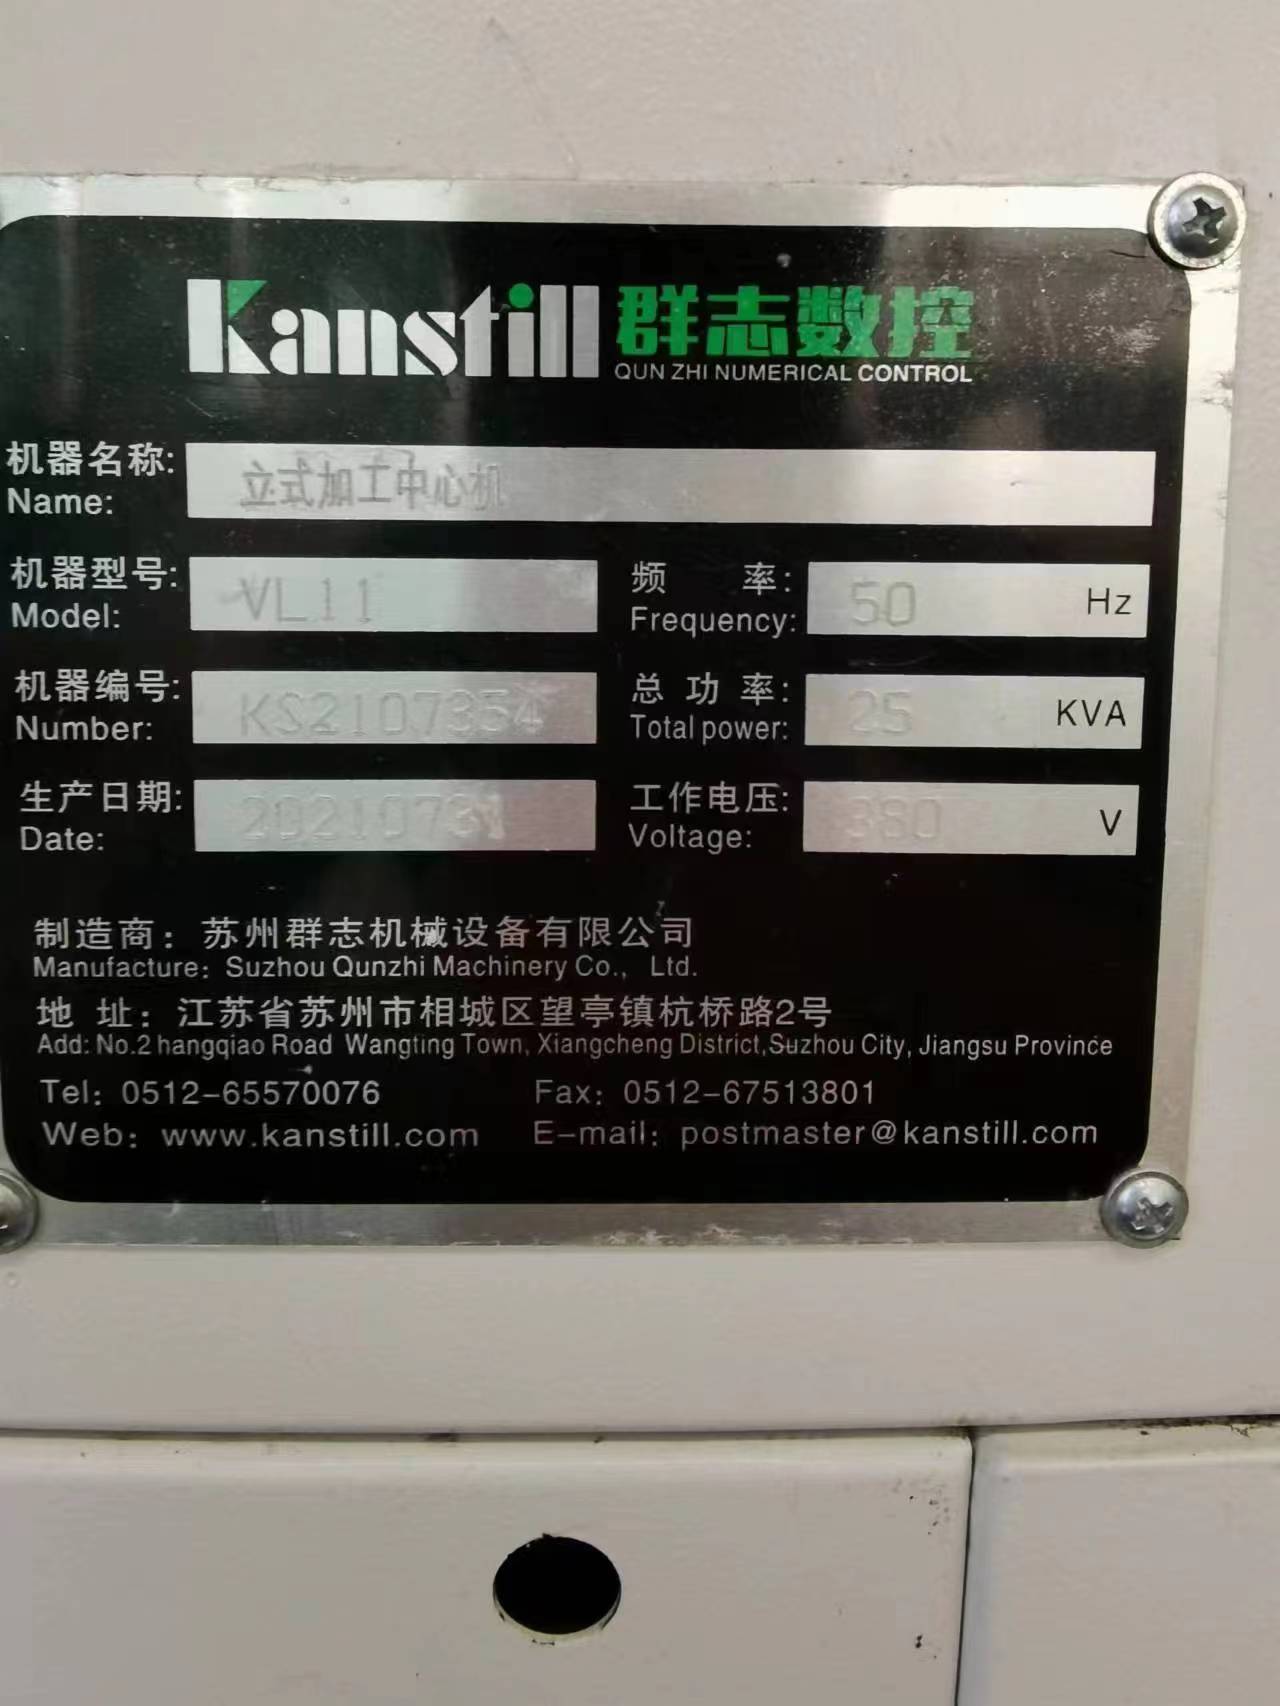 Kanstill 群志数控
QUN ZHI NUMERICAL CONTROL
机器名称: 立式加工中心机
Name:
机器型号: VL11 频 率: 50 Hz
Model: Frequency:
机器编号: KS2107354 总功率: 25 KVA
Number: Total power:
生产日期: 20210731 工作电压: 380 V
Date: Voltage:
制造商: 苏州群志机械设备有限公司
Manufacture: Suzhou Qunzhi Machinery Co., Ltd.
地 址: 江苏省苏州市相城区望亭镇杭桥路2号
Add: No.2 hangqiao Road Wangting Town, Xiangcheng District,Suzhou City, Jiangsu Province
Tel: 0512-65570076 Fax: 0512-67513801
Web: www.kanstill.com E-mail: postmaster@kanstill.com